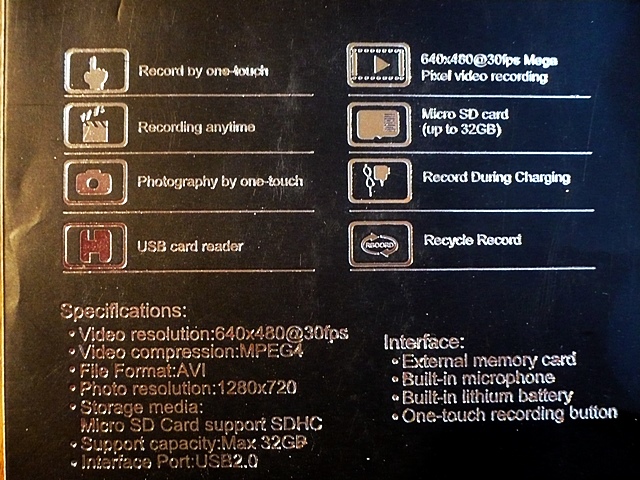 Record by one-touch
640x480@30fps Mega
Pixel video recording
Recording anytime
Micro SD card
(up to 32GB)
Photography by one-touch
Record During Charging
USB card reader
RECORD
Recycle Record
Specifications:
• Video resolution:640x480@30fps
• Video compression:MPEG4
• File Format:AVI
• Photo resolution:1280x720
• Storage media:
Micro SD Card support SDHC
• Support capacity:Max 32GB
• Interface Port:USB2.0
Interface:
• External memory card
• Built-in microphone
• Built-in lithium battery
• One-touch recording button